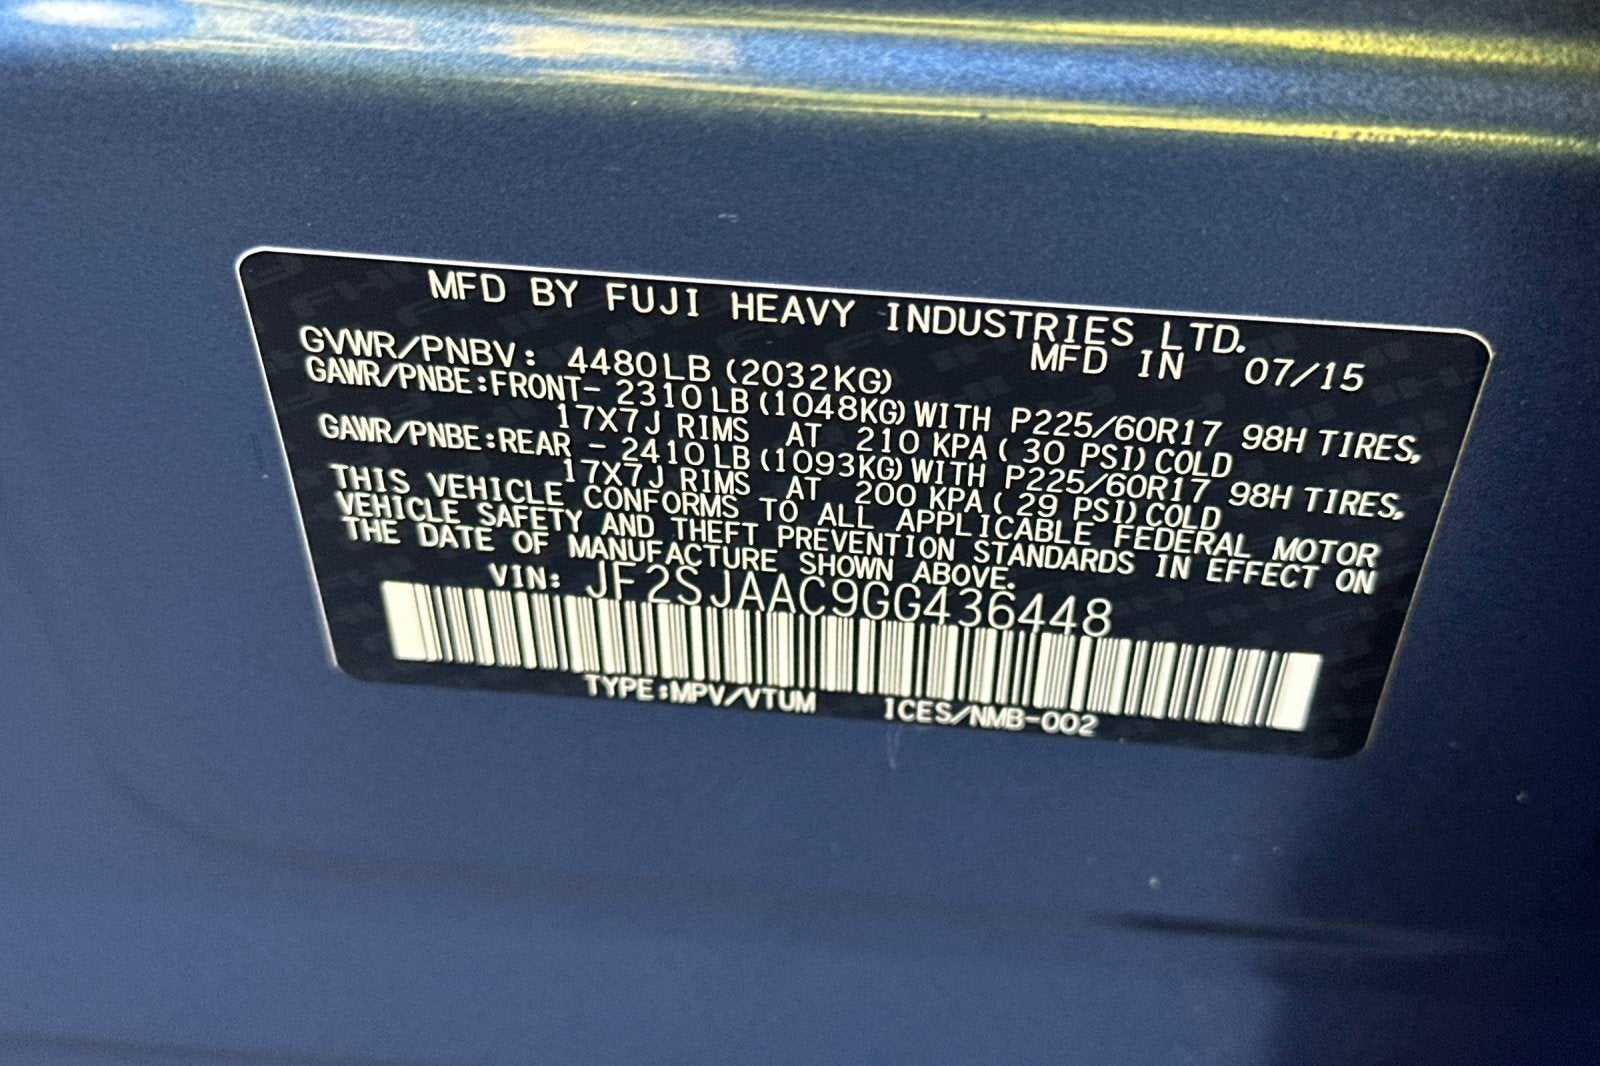 MFD BY FUJI HEAVY INDUSTRIES LTD.
MFD IN 07/15
GVWR/PNBV: 4480LB (2032KG)
GAWR/PNBE:FRONT- 2310LB(1048KG)WITH P225/60R17 98H TIRES,
17X7J RIMS AT 210 KPA( 30 PSI)COLD
GAWR/PNBE:REAR - 2410LB(1093KG)WITH P225/60R17 98H TIRES,
17X7J RIMS AT 200 KPA( 29 PSI)COLD
THIS VEHICLE CONFORMS TO ALL APPLICABLE FEDERAL MOTOR
VEHICLE SAFETY AND THEFT PREVENTION STANDARDS IN EFFECT ON
THE DATE OF MANUFACTURE SHOWN ABOVE.
VIN: JF2SJAAC9GG436448
TYPE:MPV/VTUM ICES/NMB-002